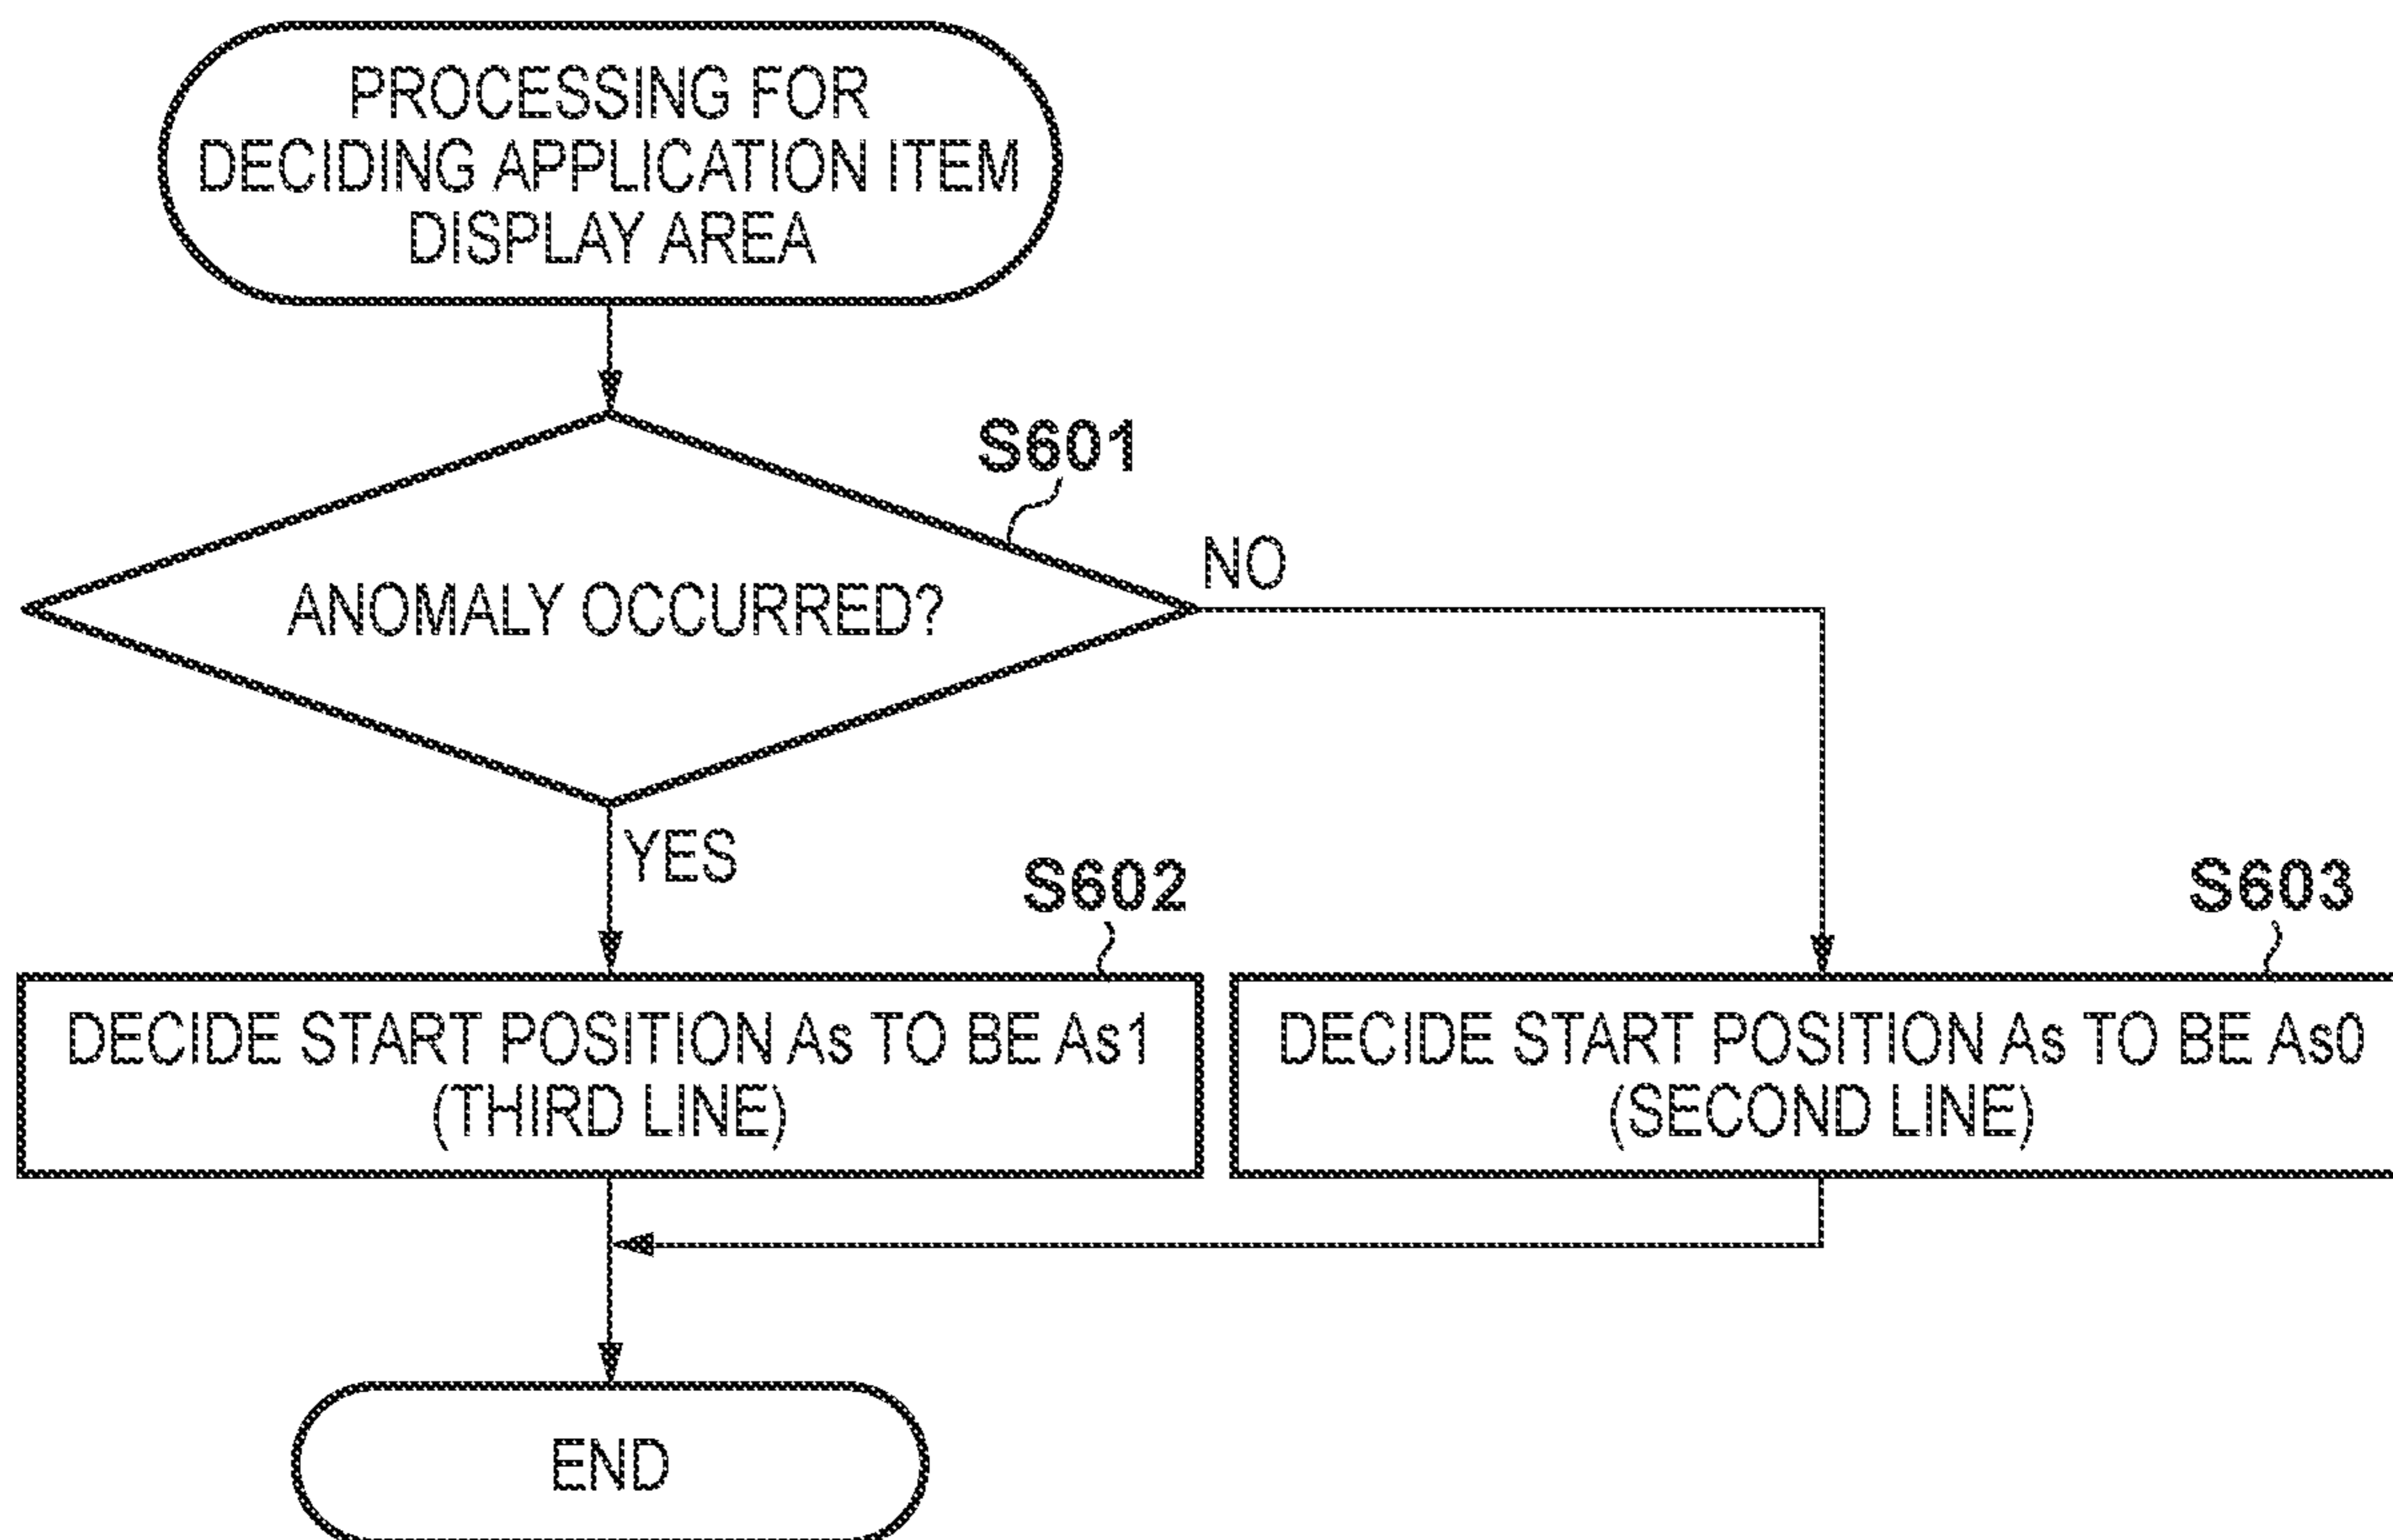 PROCESSING FOR
DECIDING APPLICATION ITEM
DISPLAY AREA
S601
ANOMALY OCCURRED?
NO
YES
S602
S603
DECIDE START POSITION As TO BE As1
(THIRD LINE)
DECIDE START POSITION As TO BE As0
(SECOND LINE)
END